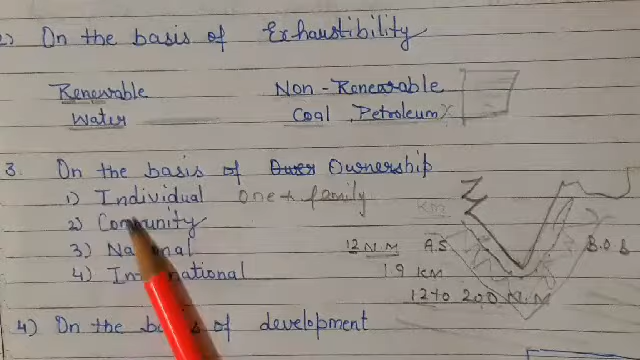 2) On the basis of Exhaustibility
Renewable Non-Renewable
Water Coal, Petroleum
3. On the basis of Ownership
1) Individual one + family
2) Community Km
3) National 12 N.M A.S B.O.B
4) International 19 KM
12 to 200 N.M
4) On the basis of development